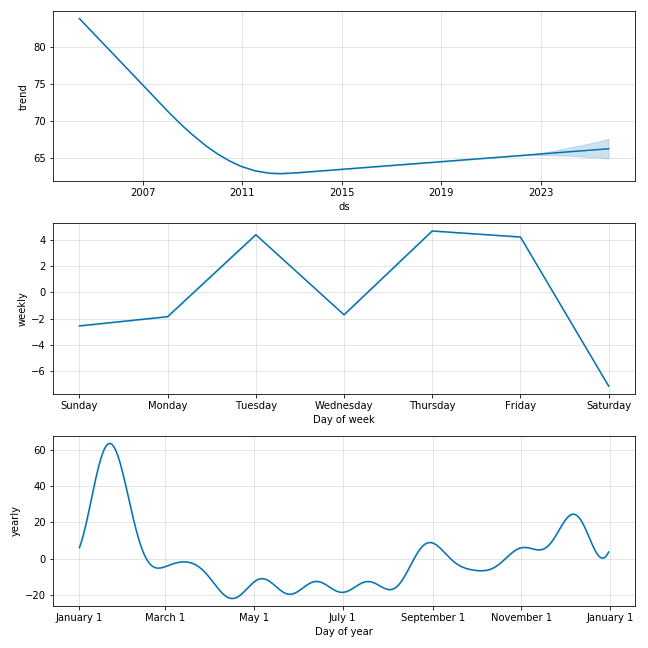 trend
80
75
70
65
2007 2011 2015 2019 2023
ds
weekly
4
2
0
−2
−4
−6
Sunday Monday Tuesday Wednesday Thursday Friday Saturday
Day of week
yearly
60
40
20
0
−20
January 1 March 1 May 1 July 1 September 1 November 1 January 1
Day of year